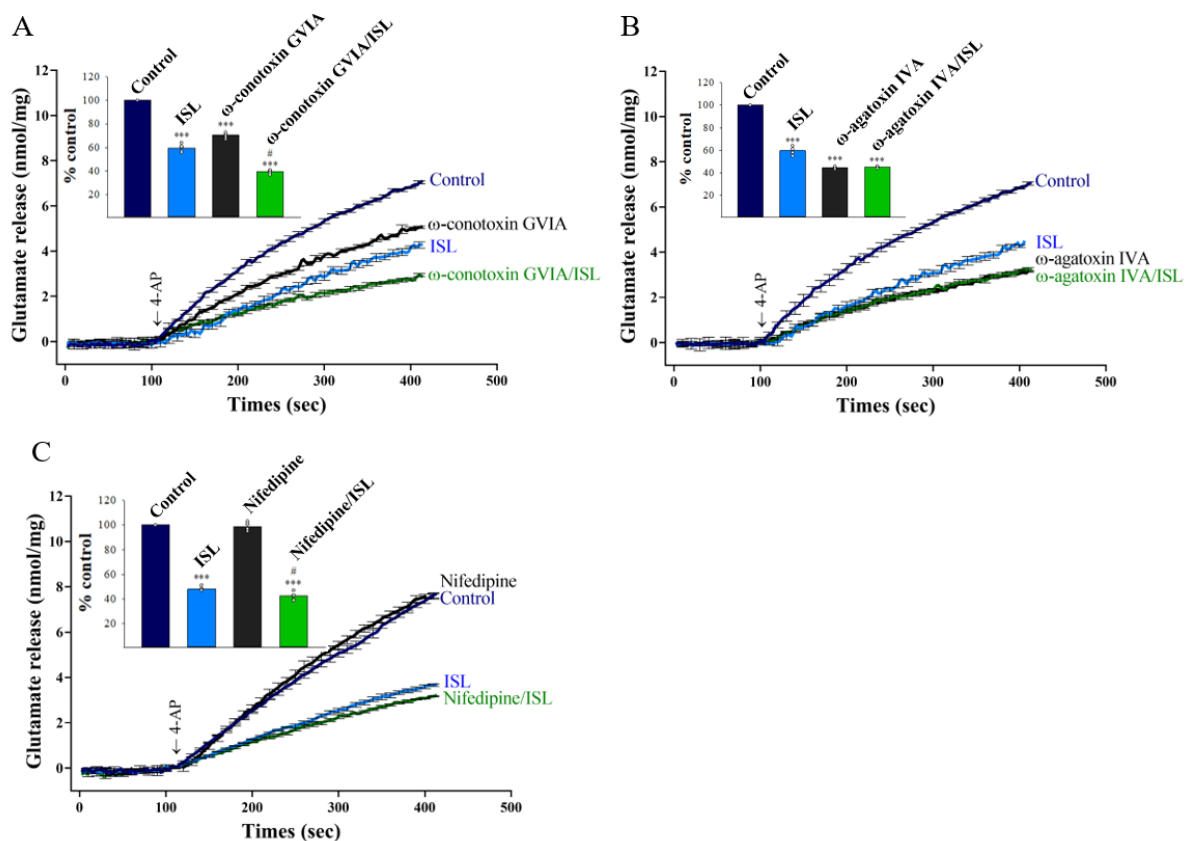 A
Glutamate release (nmol/mg)
12
10
8
6
4
2
0
% control
120
100
80
60
40
20
Control
ISL
ω-conotoxin GVIA
ω-conotoxin GVIA/ISL
***
***
#
***
Control
ω-conotoxin GVIA
ISL
ω-conotoxin GVIA/ISL
← 4-AP
0 100 200 300 400 500
Times (sec)
B
Glutamate release (nmol/mg)
12
10
8
6
4
2
0
% control
120
100
80
60
40
20
Control
ISL
ω-agatoxin IVA
ω-agatoxin IVA/ISL
***
***
***
Control
ISL
ω-agatoxin IVA
ω-agatoxin IVA/ISL
← 4-AP
0 100 200 300 400 500
Times (sec)
C
Glutamate release (nmol/mg)
12
10
8
6
4
2
0
% control
120
100
80
60
40
20
Control
ISL
Nifedipine
Nifedipine/ISL
***
#
***
Nifedipine
Control
ISL
Nifedipine/ISL
← 4-AP
0 100 200 300 400 500
Times (sec)